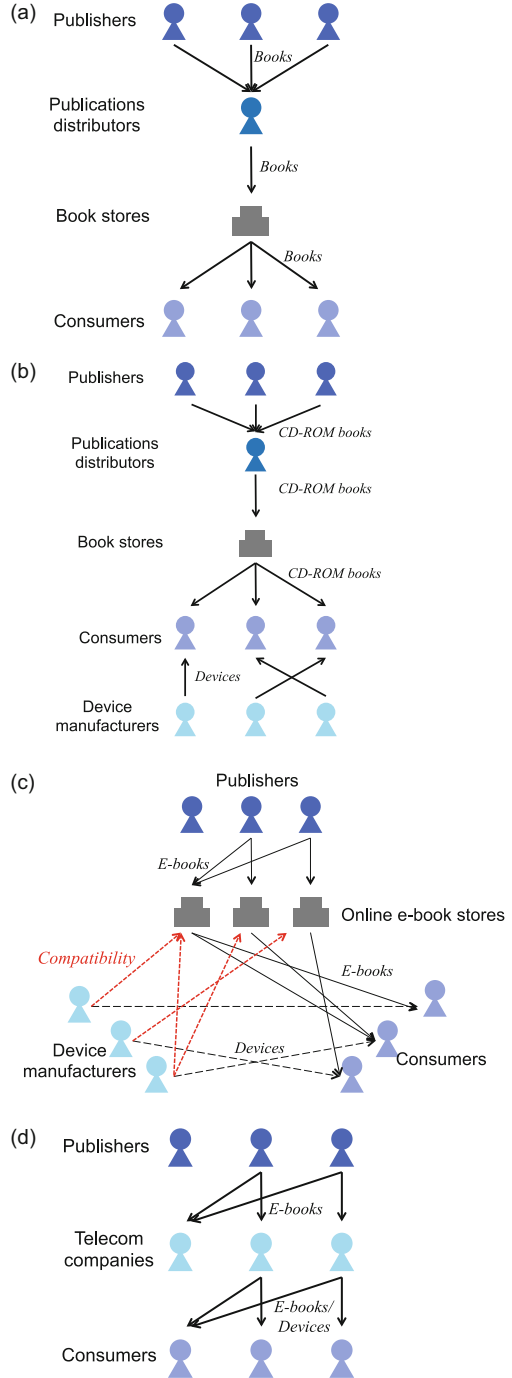 (a)
Publishers
Books
Publications
distributors
Books
Book stores
Books
Consumers
(b)
Publishers
CD-ROM books
Publications
distributors
CD-ROM books
Book stores
CD-ROM books
Consumers
Devices
Device
manufacturers
(c)
Publishers
E-books
Online e-book stores
Compatibility
E-books
Device
manufacturers
Devices
Consumers
(d)
Publishers
E-books
Telecom
companies
E-books/
Devices
Consumers